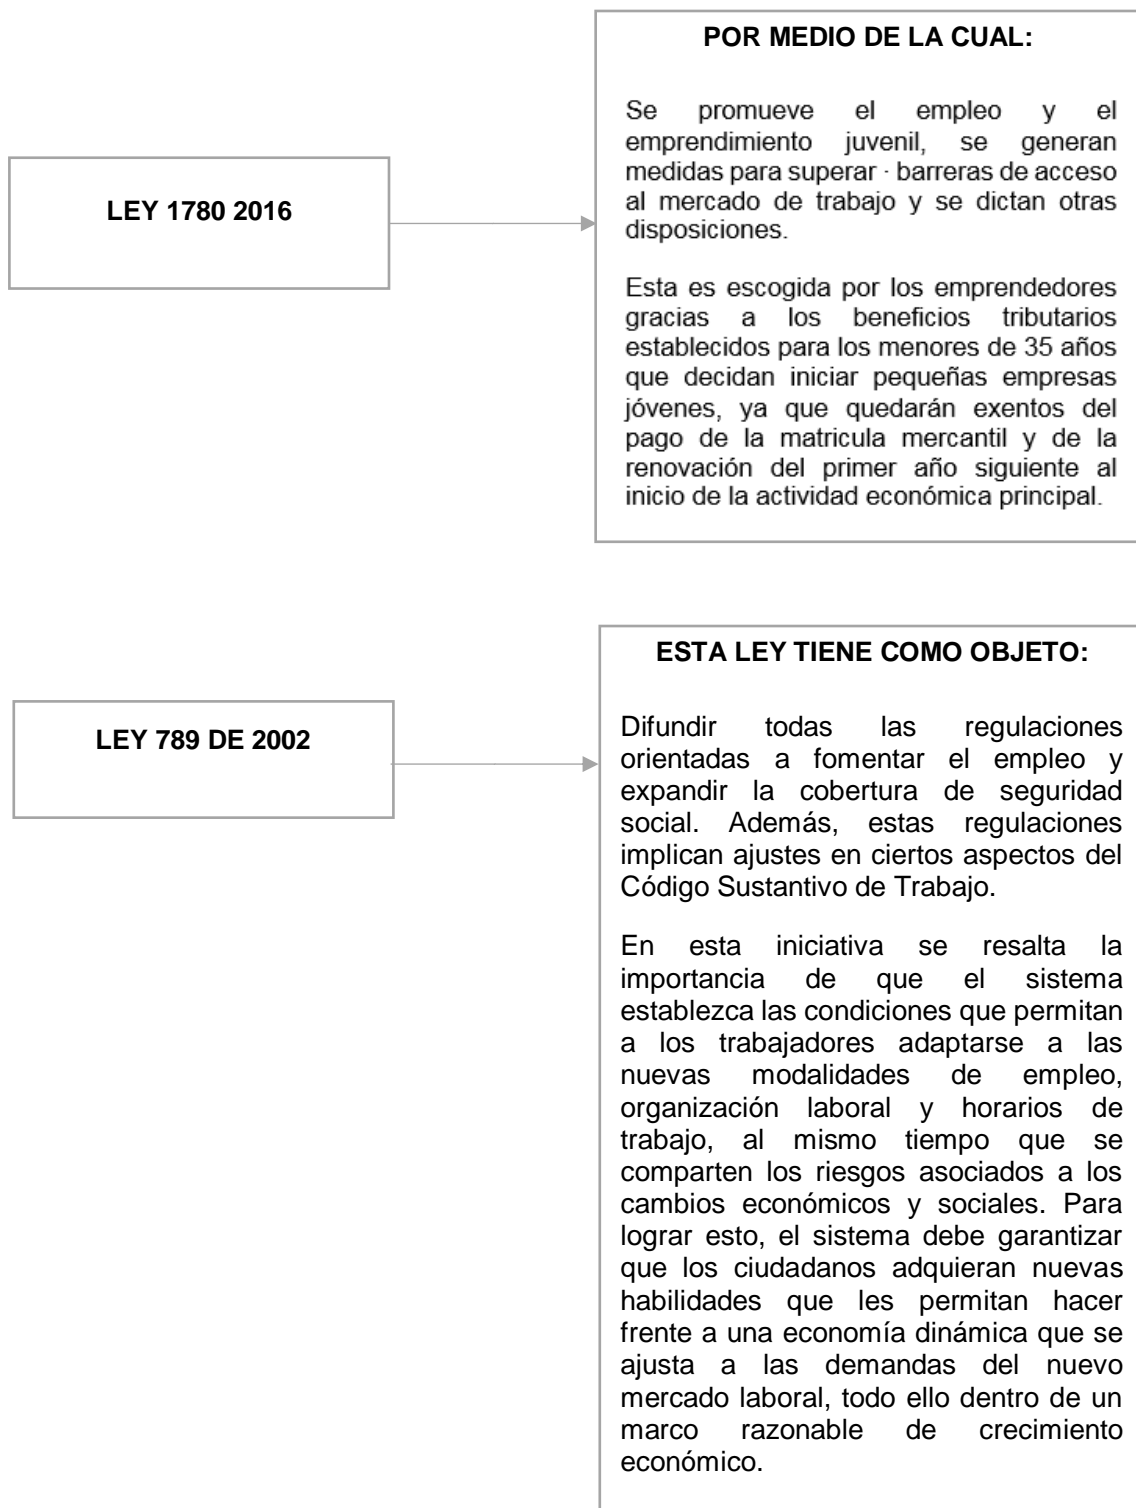 POR MEDIO DE LA CUAL:
Se promueve el empleo y el
emprendimiento juvenil, se generan
medidas para superar · barreras de acceso
al mercado de trabajo y se dictan otras
disposiciones.
Esta es escogida por los emprendedores
gracias a los beneficios tributarios
establecidos para los menores de 35 años
que decidan iniciar pequeñas empresas
jóvenes, ya que quedarán exentos del
pago de la matricula mercantil y de la
renovación del primer año siguiente al
inicio de la actividad económica principal.
LEY 1780 2016
ESTA LEY TIENE COMO OBJETO:
Difundir todas las regulaciones
orientadas a fomentar el empleo y
expandir la cobertura de seguridad
social. Además, estas regulaciones
implican ajustes en ciertos aspectos del
Código Sustantivo de Trabajo.
En esta iniciativa se resalta la
importancia de que el sistema
establezca las condiciones que permitan
a los trabajadores adaptarse a las
nuevas modalidades de empleo,
organización laboral y horarios de
trabajo, al mismo tiempo que se
comparten los riesgos asociados a los
cambios económicos y sociales. Para
lograr esto, el sistema debe garantizar
que los ciudadanos adquieran nuevas
habilidades que les permitan hacer
frente a una economía dinámica que se
ajusta a las demandas del nuevo
mercado laboral, todo ello dentro de un
marco razonable de crecimiento
económico.
LEY 789 DE 2002